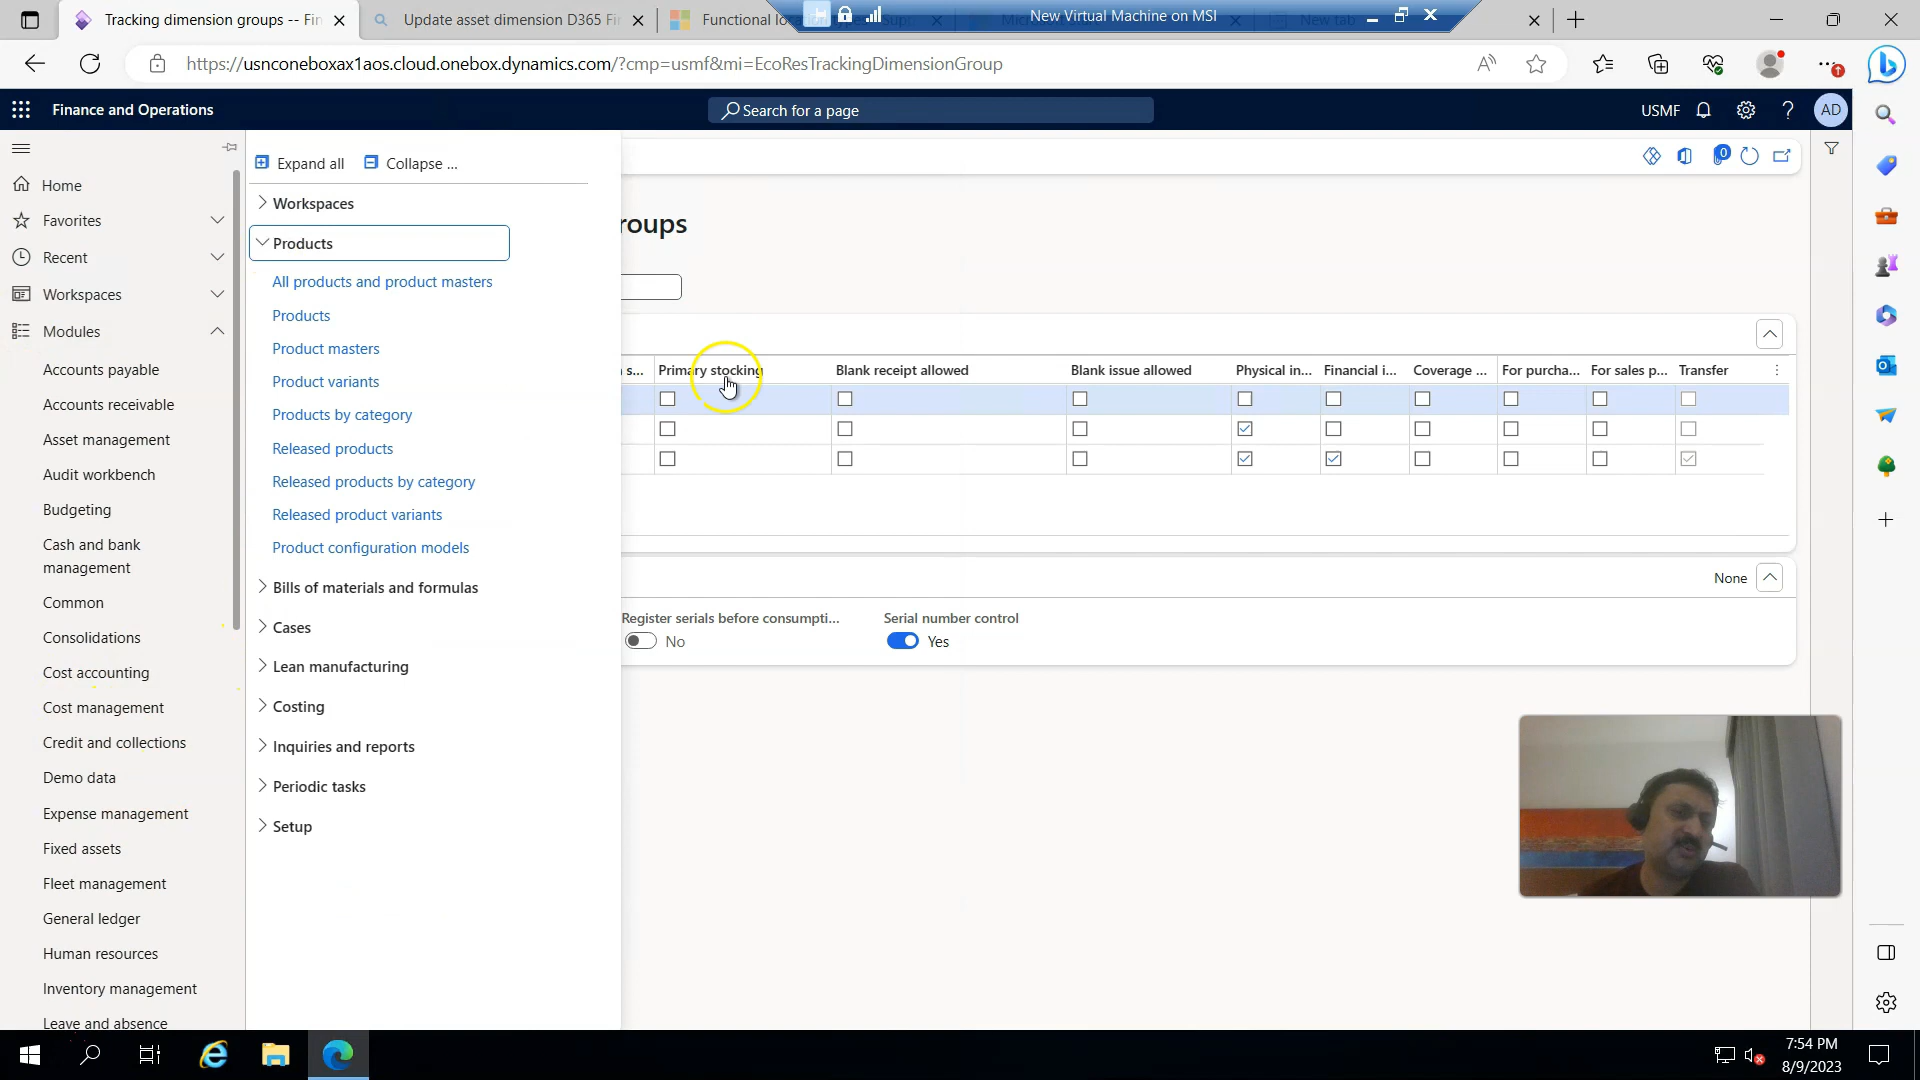 Tracking dimension groups -- Fin
Update asset dimension D365 Fi
New Virtual Machine on MSI
https://usnconeboxax1aos.cloud.onebox.dynamics.com/?cmp=usmf&mi=EcoResTrackingDimensionGroup
Finance and Operations
Search for a page
USMF
AD
Expand all
Collapse ...
0
Home
Favorites
Recent
Workspaces
Modules
Accounts payable
Accounts receivable
Asset management
Audit workbench
Budgeting
Cash and bank
management
Common
Consolidations
Cost accounting
Cost management
Credit and collections
Demo data
Expense management
Fixed assets
Fleet management
General ledger
Human resources
Inventory management
Leave and absence
Workspaces
Products
All products and product masters
Products
Product masters
Product variants
Products by category
Released products
Released products by category
Released product variants
Product configuration models
Bills of materials and formulas
Cases
Lean manufacturing
Costing
Inquiries and reports
Periodic tasks
Setup
roups
s... Primary stocking Blank receipt allowed Blank issue allowed Physical in... Financial i... Coverage ... For purcha... For sales p... Transfer
None
Register serials before consumpti... Serial number control
No Yes
7:54 PM
8/9/2023